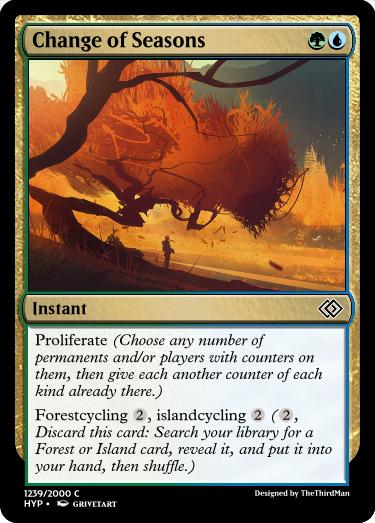 Change of Seasons
Instant
Proliferate (Choose any number of
permanents and/or players with counters on
them, then give each another counter of each
kind already there.)
Forestcycling 2, islandcycling 2 (2,
Discard this card: Search your library for a
Forest or Island card, reveal it, and put it into
your hand, then shuffle.)
1239/2000 C
Designed by TheThirdMan
HYP • GRIVETART